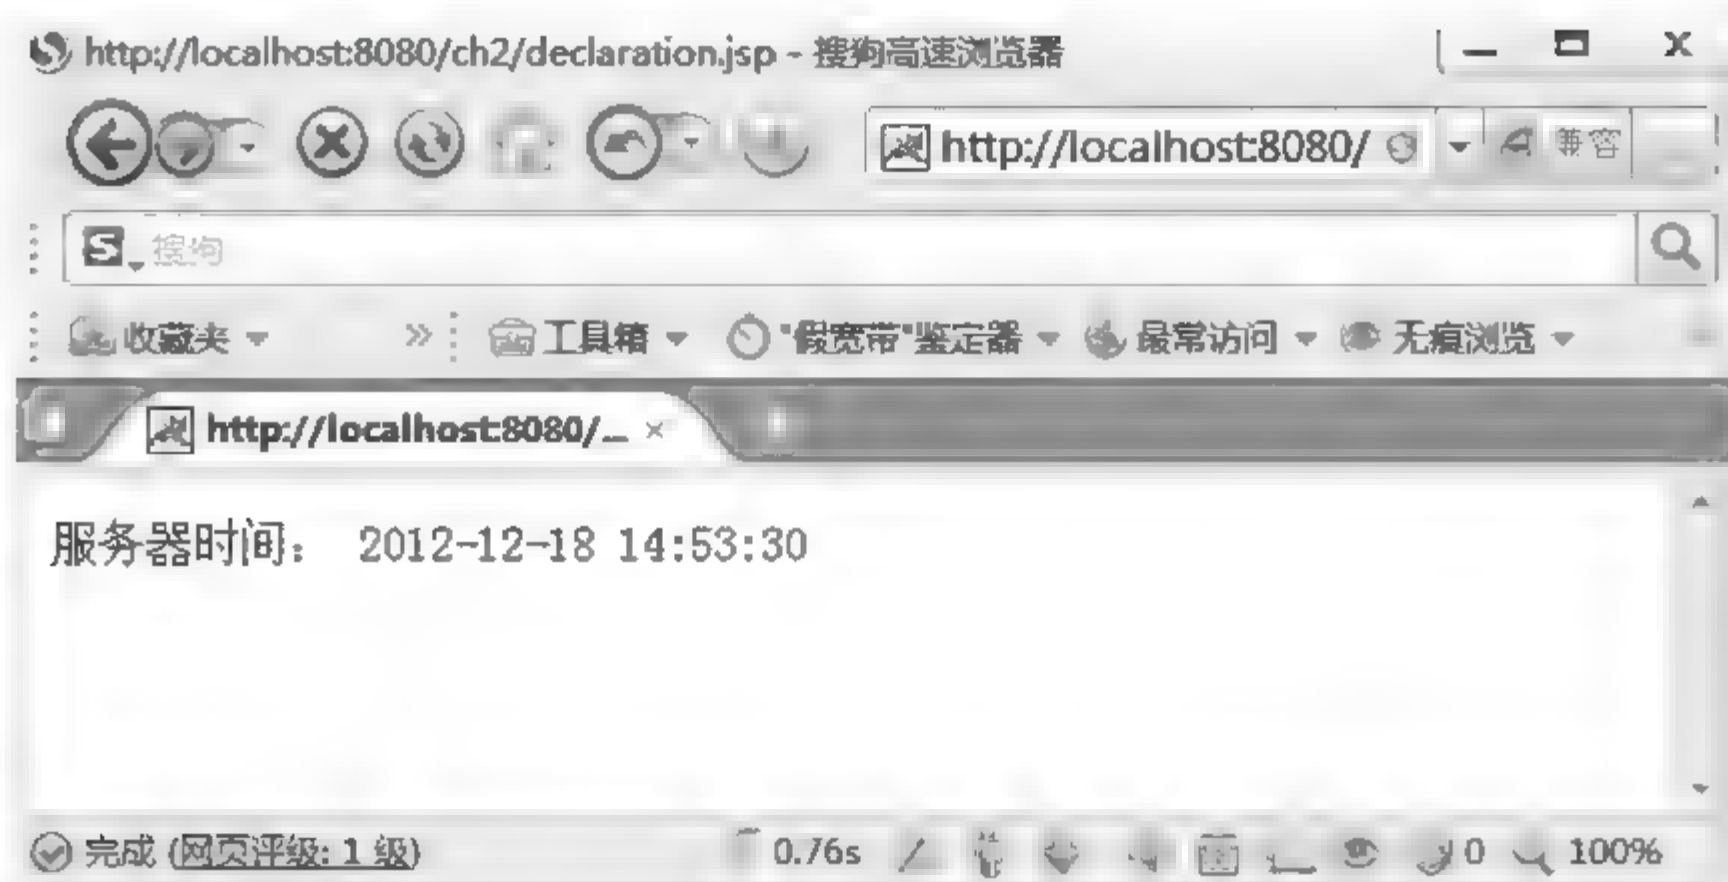 http://localhost:8080/ch2/declaration.jsp - 搜狗高速浏览器
http://localhost:8080/ 兼容
S 搜狗
收藏夹 » 工具箱 "假宽带"鉴定器 最常访问 无痕浏览
http://localhost:8080/... ×
服务器时间： 2012-12-18 14:53:30
完成 (网页评级: 1 级) 0.76s 0 100%